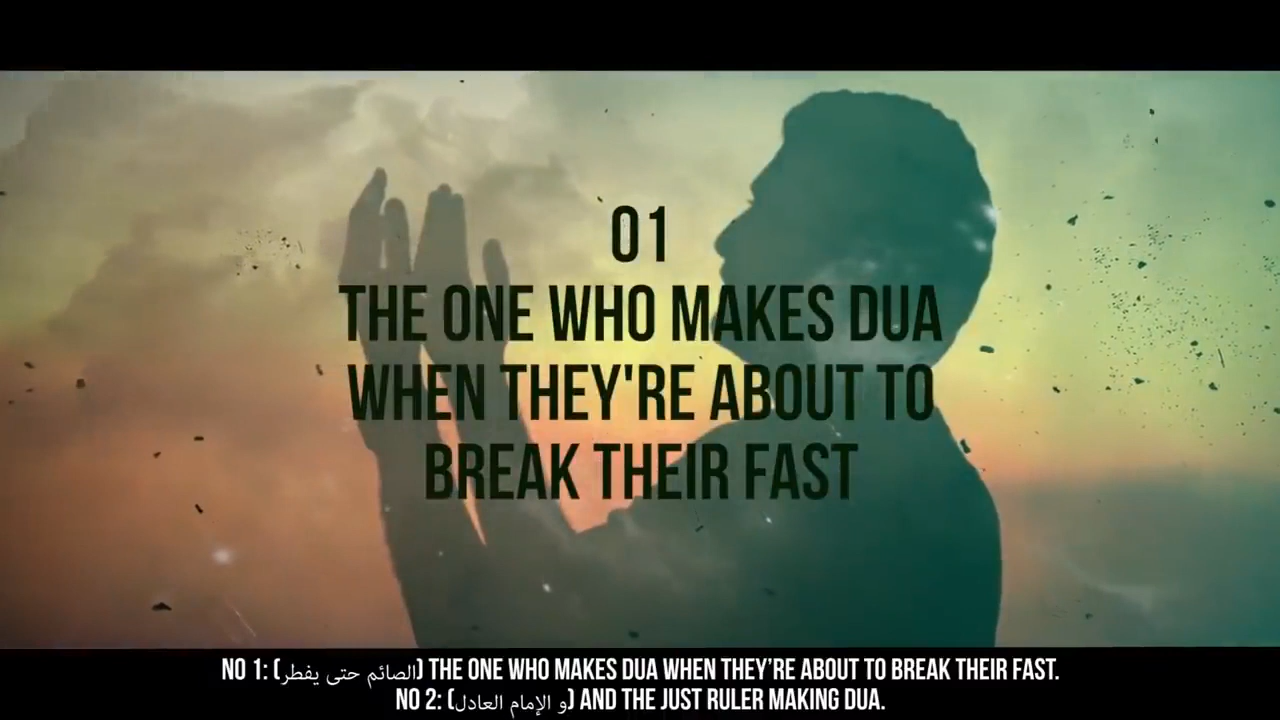 01
THE ONE WHO MAKES DUA
WHEN THEY'RE ABOUT TO
BREAK THEIR FAST
NO 1: (الصائم حتى يفطر) THE ONE WHO MAKES DUA WHEN THEY'RE ABOUT TO BREAK THEIR FAST.
NO 2: (و الإمام العادل) AND THE JUST RULER MAKING DUA.